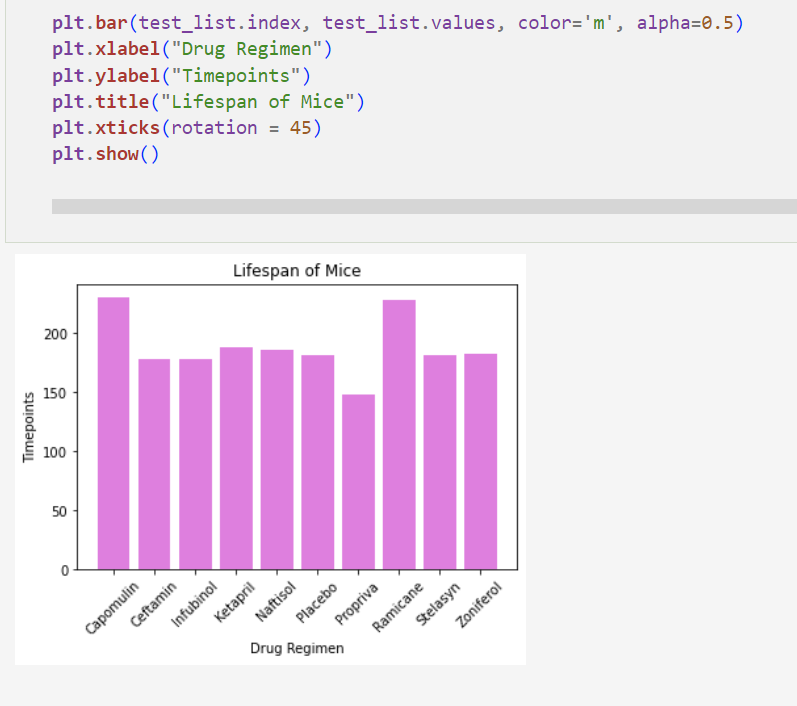 plt.bar(test_list.index, test_list.values, color='m', alpha=0.5)
plt.xlabel("Drug Regimen")
plt.ylabel("Timepoints")
plt.title("Lifespan of Mice")
plt.xticks(rotation = 45)
plt.show()
Lifespan of Mice
Timepoints
200
150
100
50
0
Capomulin
Ceftamin
Infubinol
Ketapril
Naftisol
Placebo
Propriva
Ramicane
Stelasyn
Zoniferol
Drug Regimen